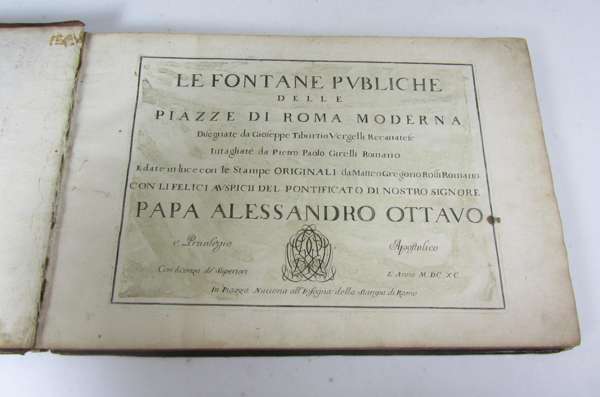 LE FONTANE PVBLICHE
DELLE
PIAZZE DI ROMA MODERNA
Disegnate da Gioseppe Tiburtio Vergelli Recanatese
Intagliate da Pietro Paolo Girelli Romano
E date in luce con le Stampe ORIGINALI da Matteo Gregorio Rossi Romano
CON LI FELICI AVSPICII DEL PONTIFICATO DI NOSTRO SIGNORE
PAPA ALESSANDRO OTTAVO
e Priuilegio Apostolico
Con licenza de' Superiori L'Anno M.DC.XC.
In Piazza Nauona all'Insegna della Stampa di Rame